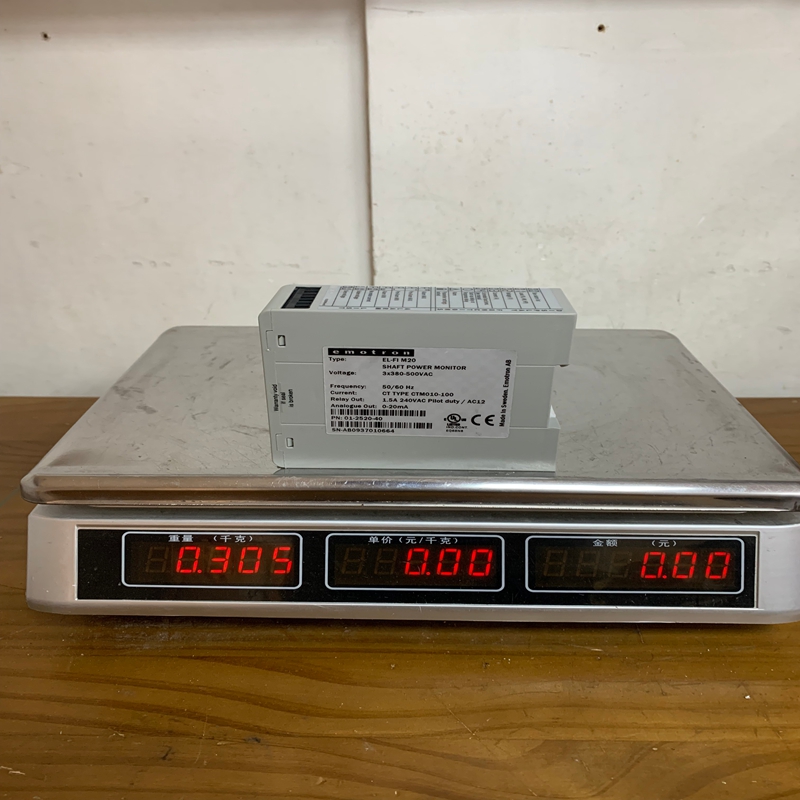 emotron
Type: EL-FI M20
SHAFT POWER MONITOR
Voltage: 3x380-500VAC
Frequency: 50/60 Hz
Current: CT TYPE CTM010-100
Relay Out: 1.5A 240VAC Pilot duty / AC12
Analogue Out: 0-20mA
PN: 01-2520-40
SN-AB0937010664
Made In Sweden. Emotron AB
Warranty void
if seal
is broken
UL
CE
重量 (千克)
单价(元/千克)
金额 (元)
0.305
0.00
0.00